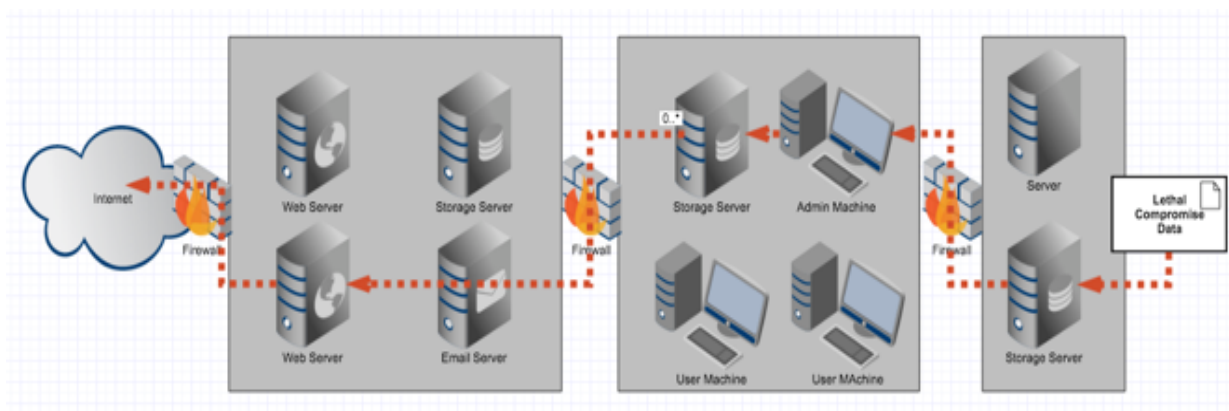 Internet
Firewall
Web Server
Storage Server
Web Server
Email Server
Firewall
0..*
Storage Server
Admin Machine
User Machine
User MAchine
Firewall
Server
Storage Server
Lethal
Compromise
Data